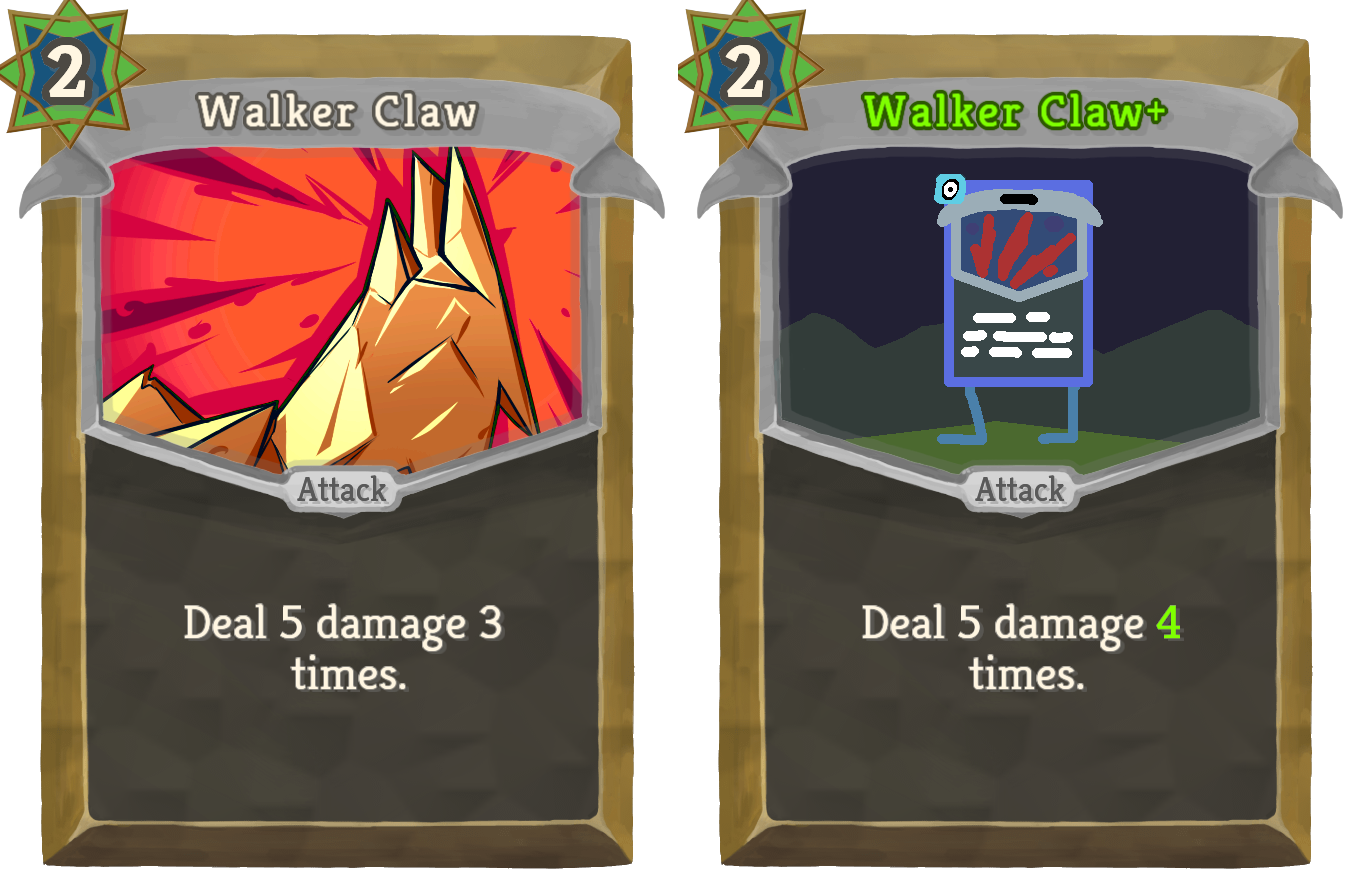 2
Walker Claw
Attack
Deal 5 damage 3
times.
2
Walker Claw+
Attack
Deal 5 damage 4
times.